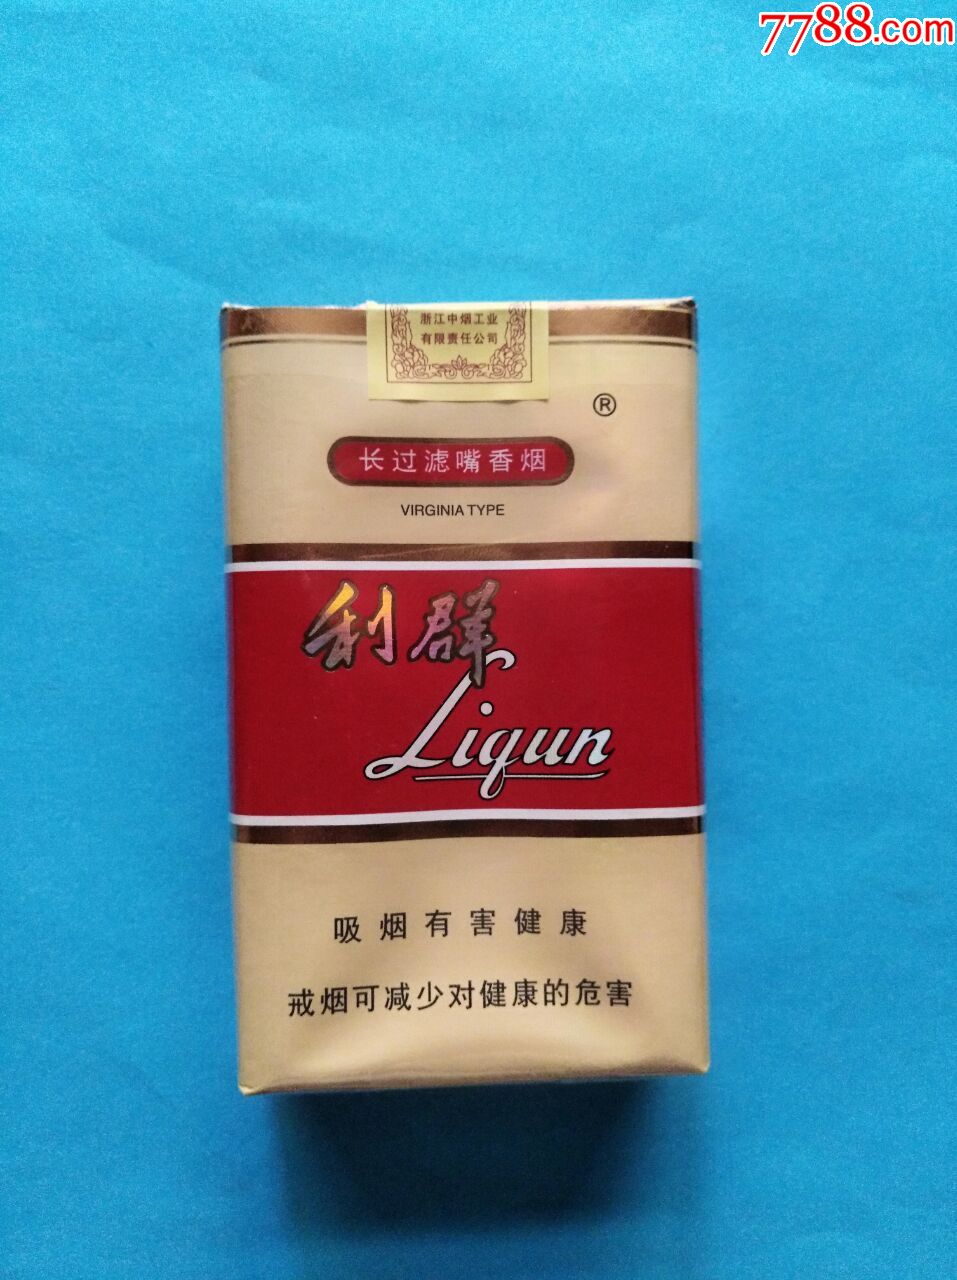 7788.com
浙江中烟工业
有限责任公司
®
长过滤嘴香烟
VIRGINIA TYPE
利群
Liqun
吸烟有害健康
戒烟可减少对健康的危害